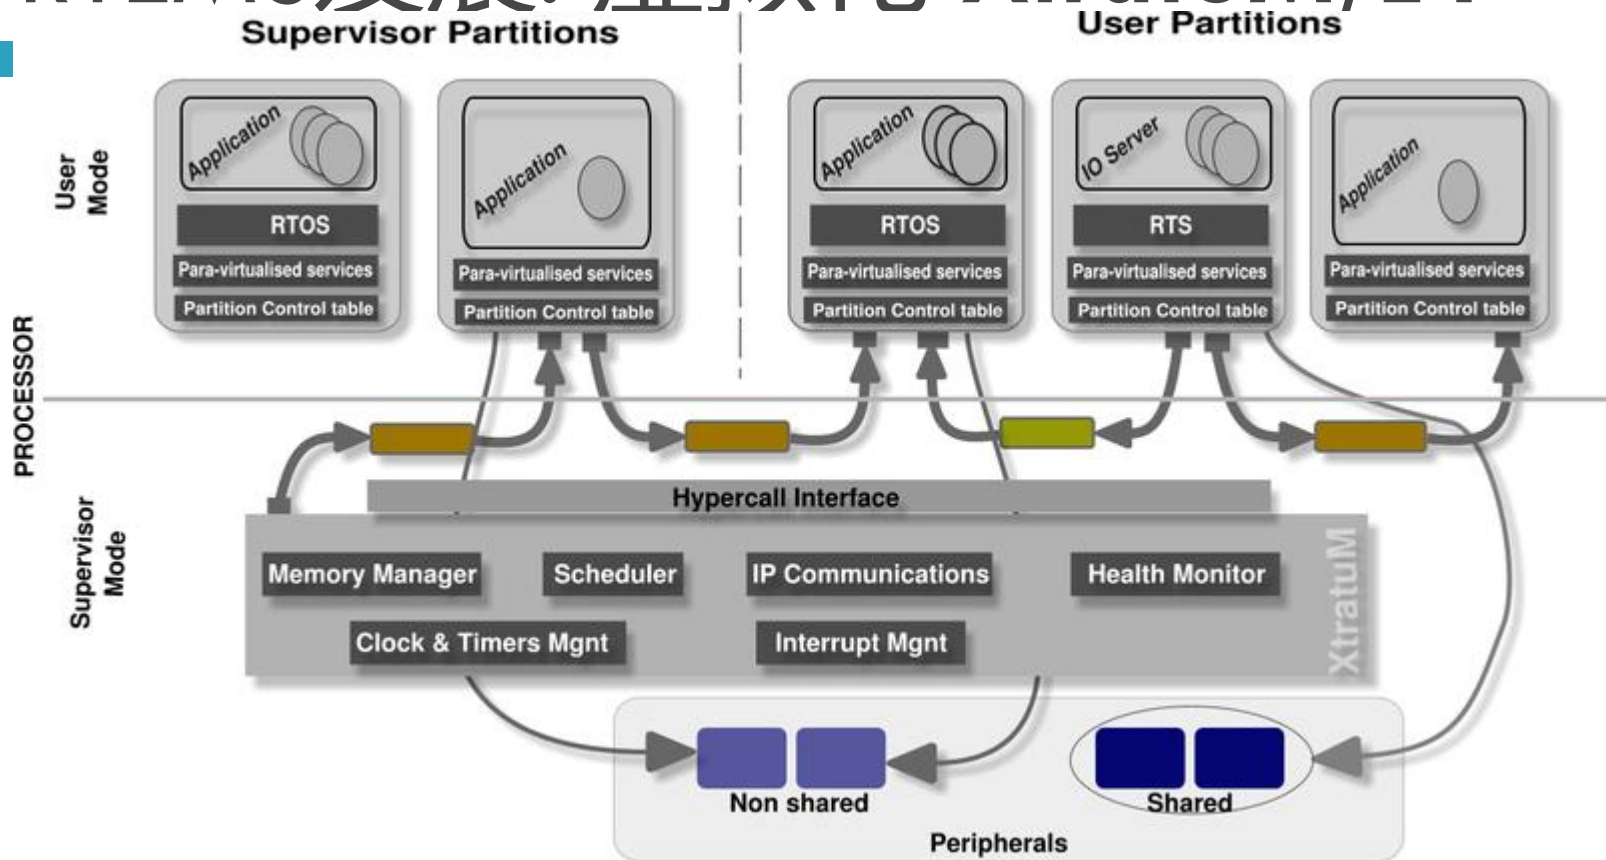 Supervisor Partitions
User Partitions
User
Mode
Application
RTOS
Para-virtualised services
Partition Control table
Application
Para-virtualised services
Partition Control table
Application
RTOS
Para-virtualised services
Partition Control table
IO Server
RTS
Para-virtualised services
Partition Control table
Application
Para-virtualised services
Partition Control table
PROCESSOR
Supervisor
Mode
Hypercall Interface
Memory Manager
Scheduler
IP Communications
Health Monitor
Clock & Timers Mgnt
Interrupt Mgnt
XtratuM
Non shared
Shared
Peripherals